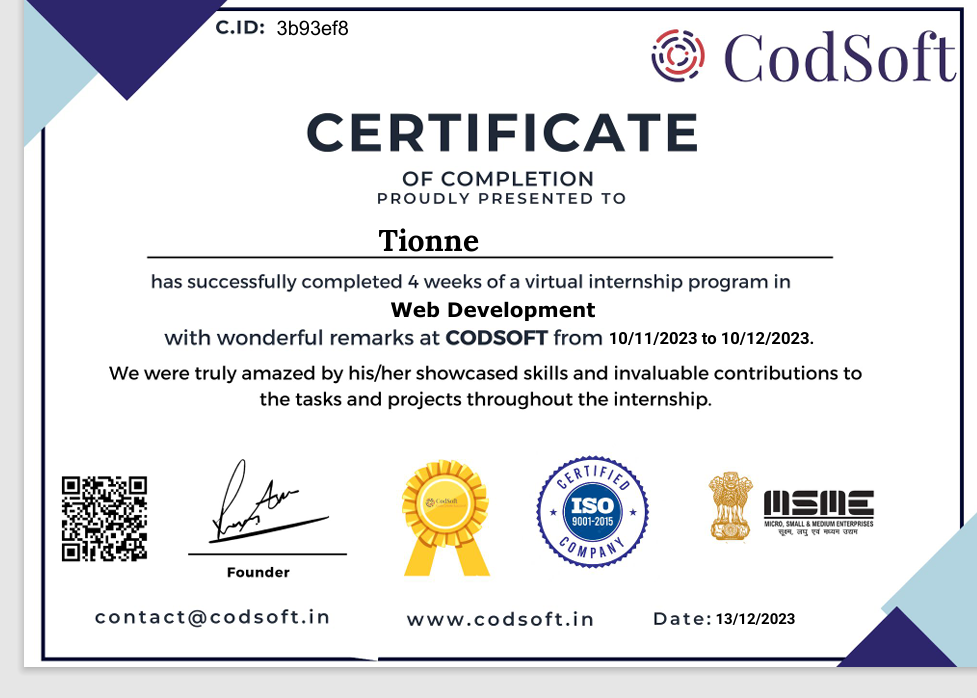 C.ID: 3b93ef8
CodSoft
CERTIFICATE
OF COMPLETION
PROUDLY PRESENTED TO
Tionne
has successfully completed 4 weeks of a virtual internship program in
Web Development
with wonderful remarks at CODSOFT from 10/11/2023 to 10/12/2023.
We were truly amazed by his/her showcased skills and invaluable contributions to
the tasks and projects throughout the internship.
CodSoft
CERTIFIED
ISO
9001-2015
COMPANY
MSME
MICRO, SMALL & MEDIUM ENTERPRISES
सूक्ष्म, लघु एवं मध्यम उद्यम
Founder
contact@codsoft.in
www.codsoft.in
Date: 13/12/2023